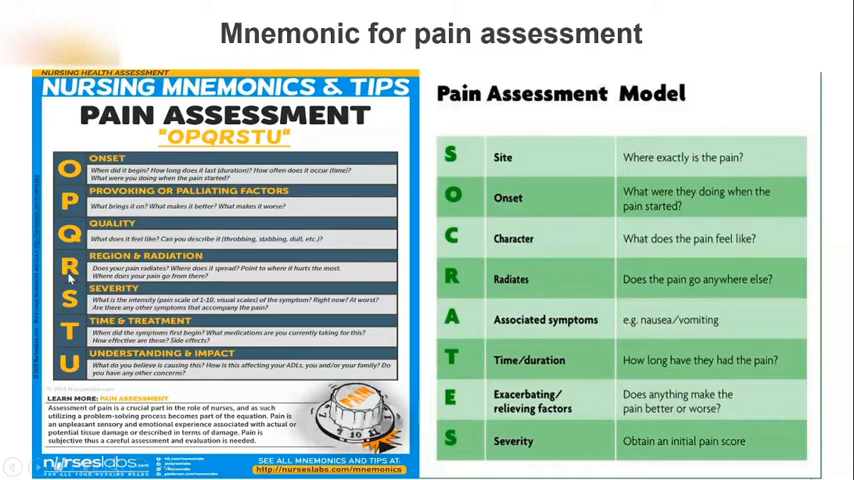 Mnemonic for pain assessment
NURSING HEALTH ASSESSMENT
NURSING MNEMONICS & TIPS
PAIN ASSESSMENT
"OPQRSTU"
O
ONSET
When did it begin? How long does it last (duration)? How often does it occur (time)?
What were you doing when the pain started?
P
PROVOKING OR PALLIATING FACTORS
What brings it on? What makes it better? What makes it worse?
Q
QUALITY
What does it feel like? Can you describe it (throbbing, stabbing, dull, etc.)?
R
REGION & RADIATION
Does your pain radiates? Where does it spread? Point to where it hurts the most.
Where does your pain go from there?
S
SEVERITY
What is the intensity (pain scale of 1-10, visual scales) of the symptom? Right now? At worst?
Are there any other symptoms that accompany the pain?
T
TIME & TREATMENT
When did the symptoms first begin? What medications are you currently taking for this?
How effective are these? Side effects?
U
UNDERSTANDING & IMPACT
What do you believe is causing this? How is this affecting your ADLs, you and/or your family? Do
you have any other concerns?
© 2015 Nurseslabs.com
LEARN MORE: PAIN ASSESSMENT
Assessment of pain is a crucial part in the role of nurses, and as such
utilizing a problem-solving process becomes part of the equation. Pain is
an unpleasant sensory and emotional experience associated with actual or
potential tissue damage or described in terms of damage. Pain is
subjective thus a careful assessment and evaluation is needed.
PAIN
7 8 9 10 11
nurseslabs.com
FOR ALL YOUR NURSING NEEDS
SEE ALL MNEMONICS AND TIPS AT:
http://nurseslabs.com/mnemonics
Pain Assessment Model
S Site Where exactly is the pain?
O Onset What were they doing when the
pain started?
C Character What does the pain feel like?
R Radiates Does the pain go anywhere else?
A Associated symptoms e.g. nausea/vomiting
T Time/duration How long have they had the pain?
E Exacerbating/ Does anything make the
relieving factors pain better or worse?
S Severity Obtain an initial pain score